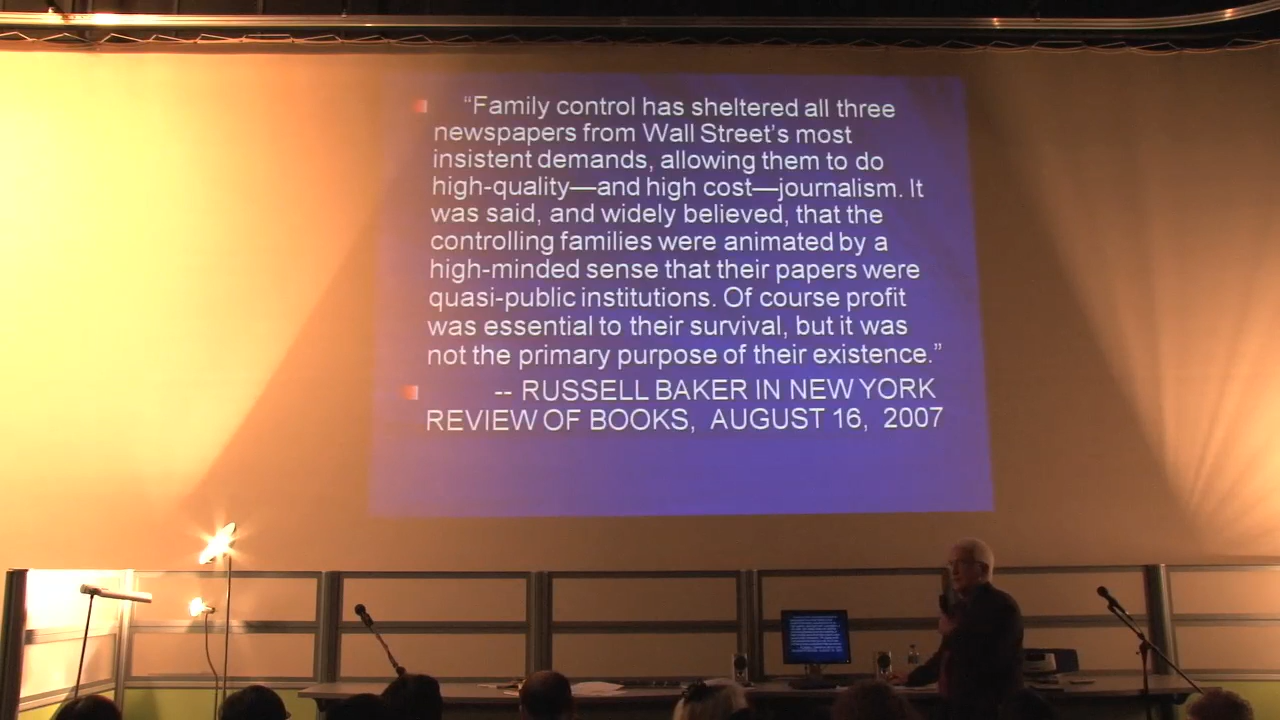 “Family control has sheltered all three
newspapers from Wall Street’s most
insistent demands, allowing them to do
high-quality—and high cost—journalism. It
was said, and widely believed, that the
controlling families were animated by a
high-minded sense that their papers were
quasi-public institutions. Of course profit
was essential to their survival, but it was
not the primary purpose of their existence.”
-- RUSSELL BAKER IN NEW YORK
REVIEW OF BOOKS, AUGUST 16, 2007